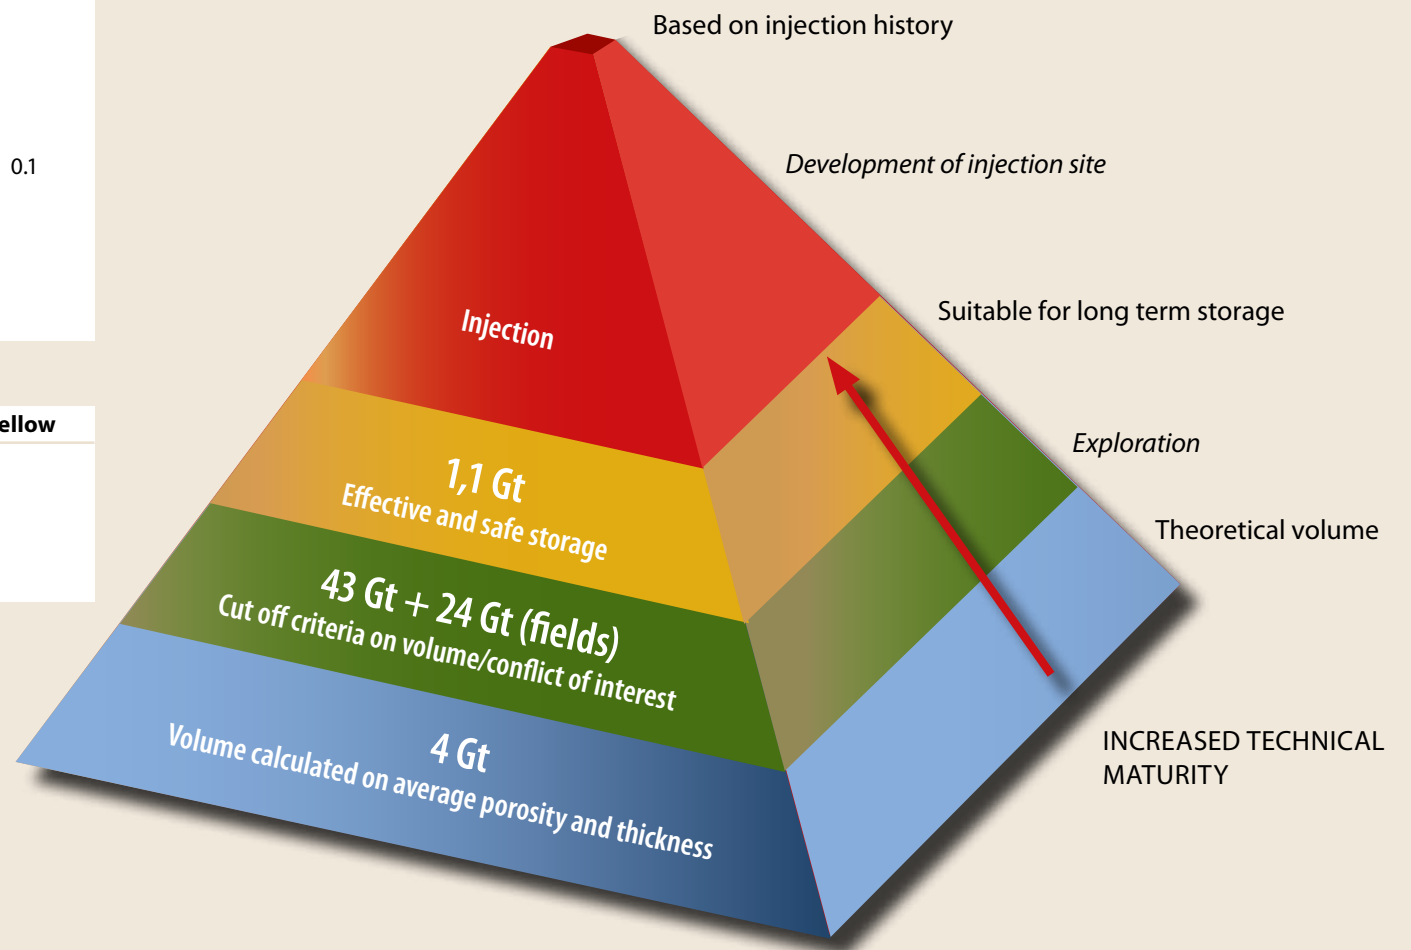 Based on injection history
Development of injection site
0.1
Suitable for long term storage
Injection
ellow
Exploration
1,1 Gt
Effective and safe storage
Theoretical volume
43 Gt + 24 Gt (fields)
Cut off criteria on volume/conflict of interest
4 Gt
Volume calculated on average porosity and thickness
INCREASED TECHNICAL
MATURITY